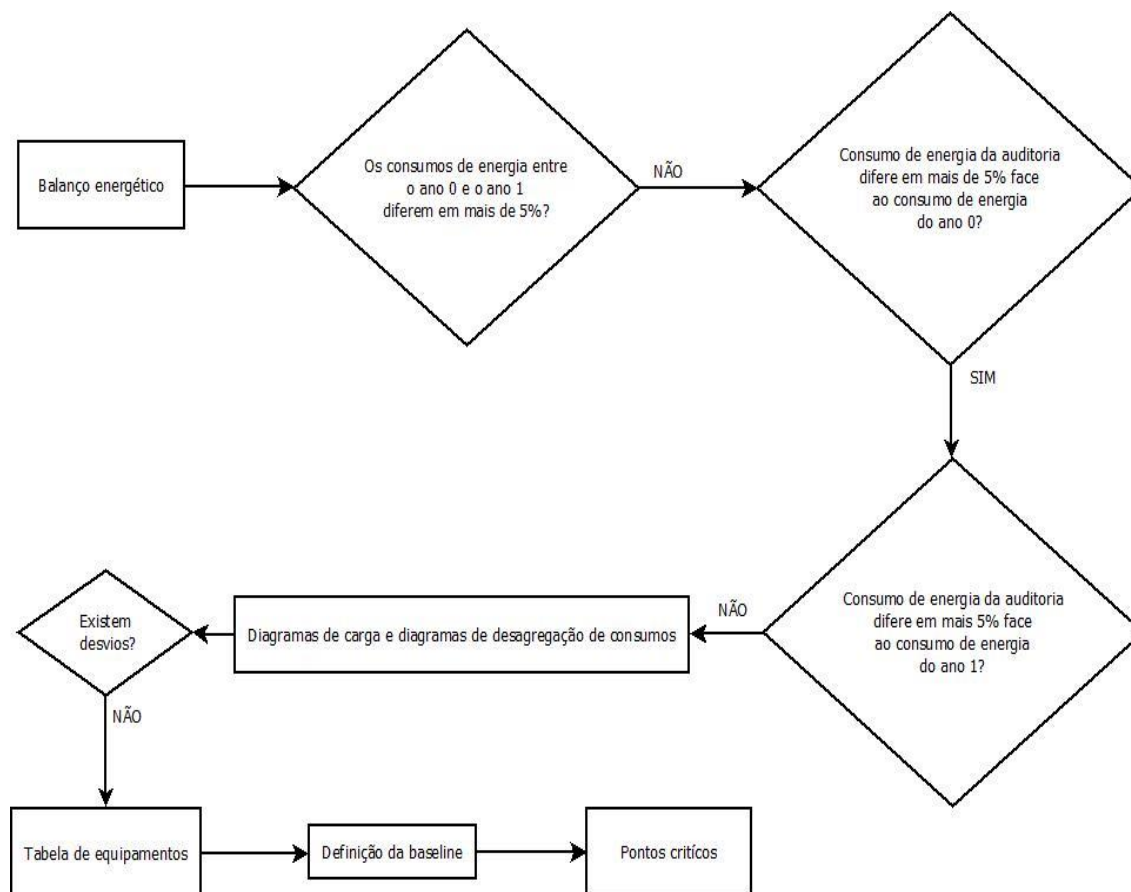 Balanço energético
Os consumos de energia entre
o ano 0 e o ano 1
diferem em mais de 5%?
NÃO
Consumo de energia da auditoria
difere em mais de 5% face
ao consumo de energia
do ano 0?
SIM
Consumo de energia da auditoria
difere em mais 5% face
ao consumo de energia
do ano 1?
NÃO
Diagramas de carga e diagramas de desagregação de consumos
Existem
desvios?
NÃO
Tabela de equipamentos
Definição da baseline
Pontos critícos